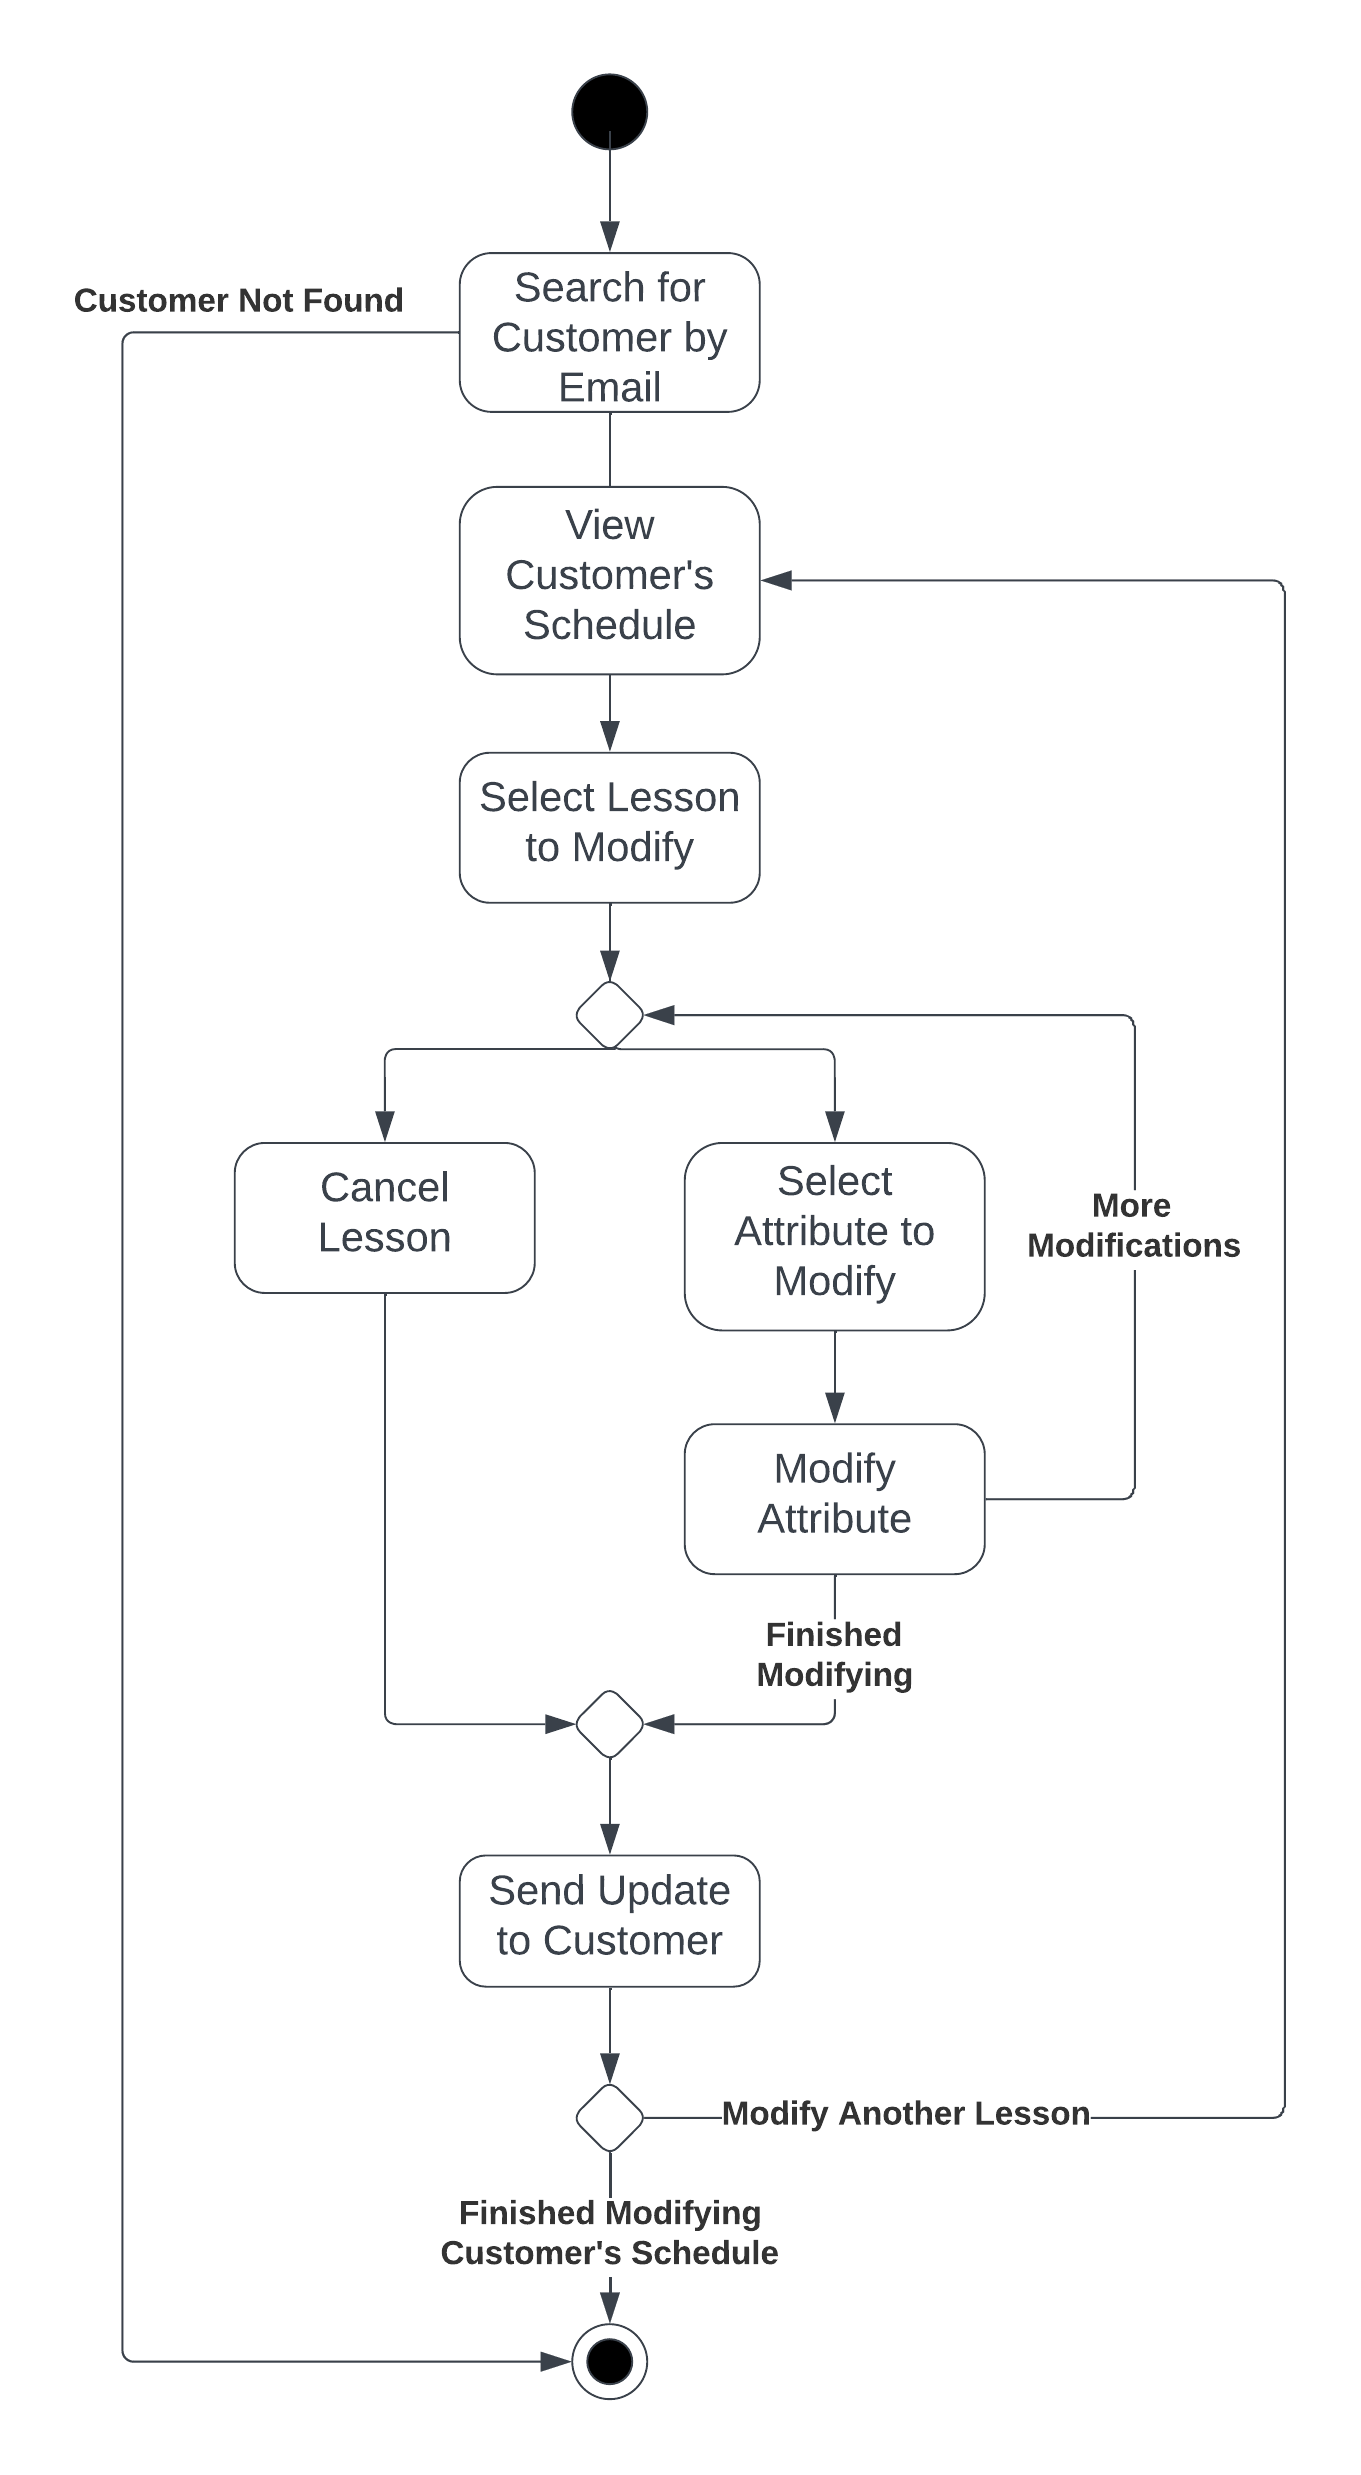 Customer Not Found
Search for
Customer by
Email
View
Customer's
Schedule
Select Lesson
to Modify
Cancel
Lesson
Select
Attribute to
Modify
More
Modifications
Modify
Attribute
Finished
Modifying
Send Update
to Customer
Modify Another Lesson
Finished Modifying
Customer's Schedule